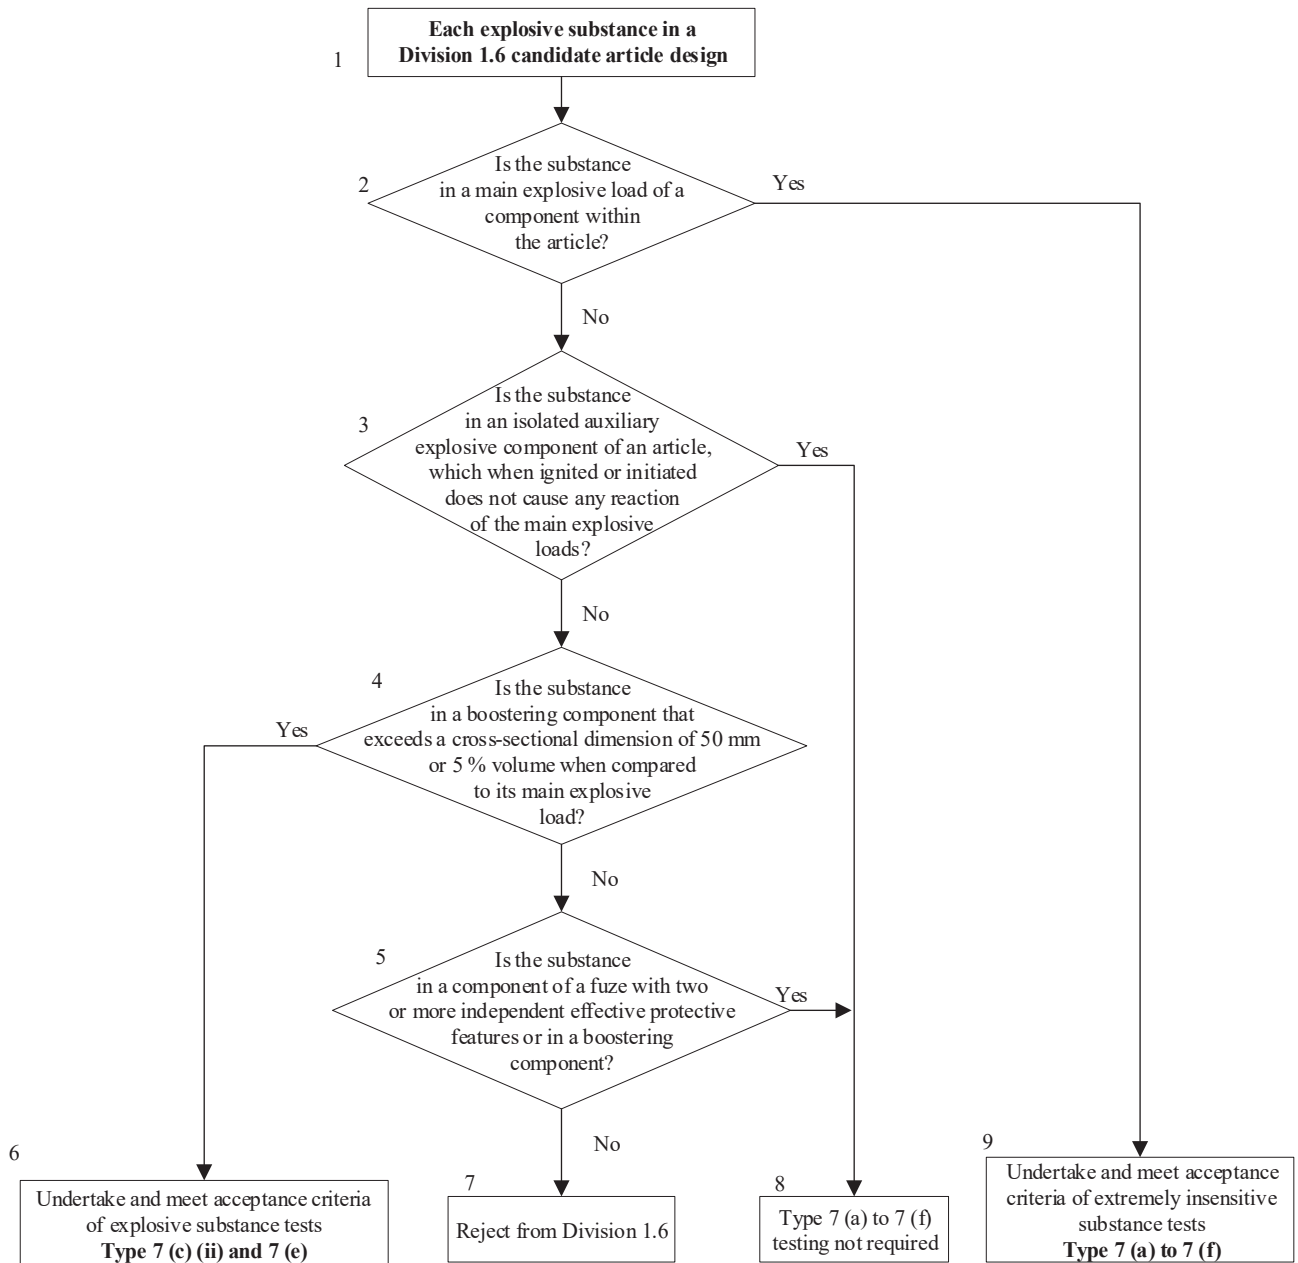 Each explosive substance in a
Division 1.6 candidate article design
1
Is the substance
in a main explosive load of a
component within
the article?
2
Yes
No
Is the substance
in an isolated auxiliary
explosive component of an article,
which when ignited or initiated
does not cause any reaction
of the main explosive
loads?
3
Yes
No
4
Is the substance
in a boostering component that
exceeds a cross-sectional dimension of 50 mm
or 5 % volume when compared
to its main explosive
load?
Yes
No
5
Is the substance
in a component of a fuze with two
or more independent effective protective
features or in a boostering
component?
Yes
No
6
Undertake and meet acceptance criteria
of explosive substance tests
Type 7 (c) (ii) and 7 (e)
7
Reject from Division 1.6
8
Type 7 (a) to 7 (f)
testing not required
9
Undertake and meet acceptance
criteria of extremely insensitive
substance tests
Type 7 (a) to 7 (f)